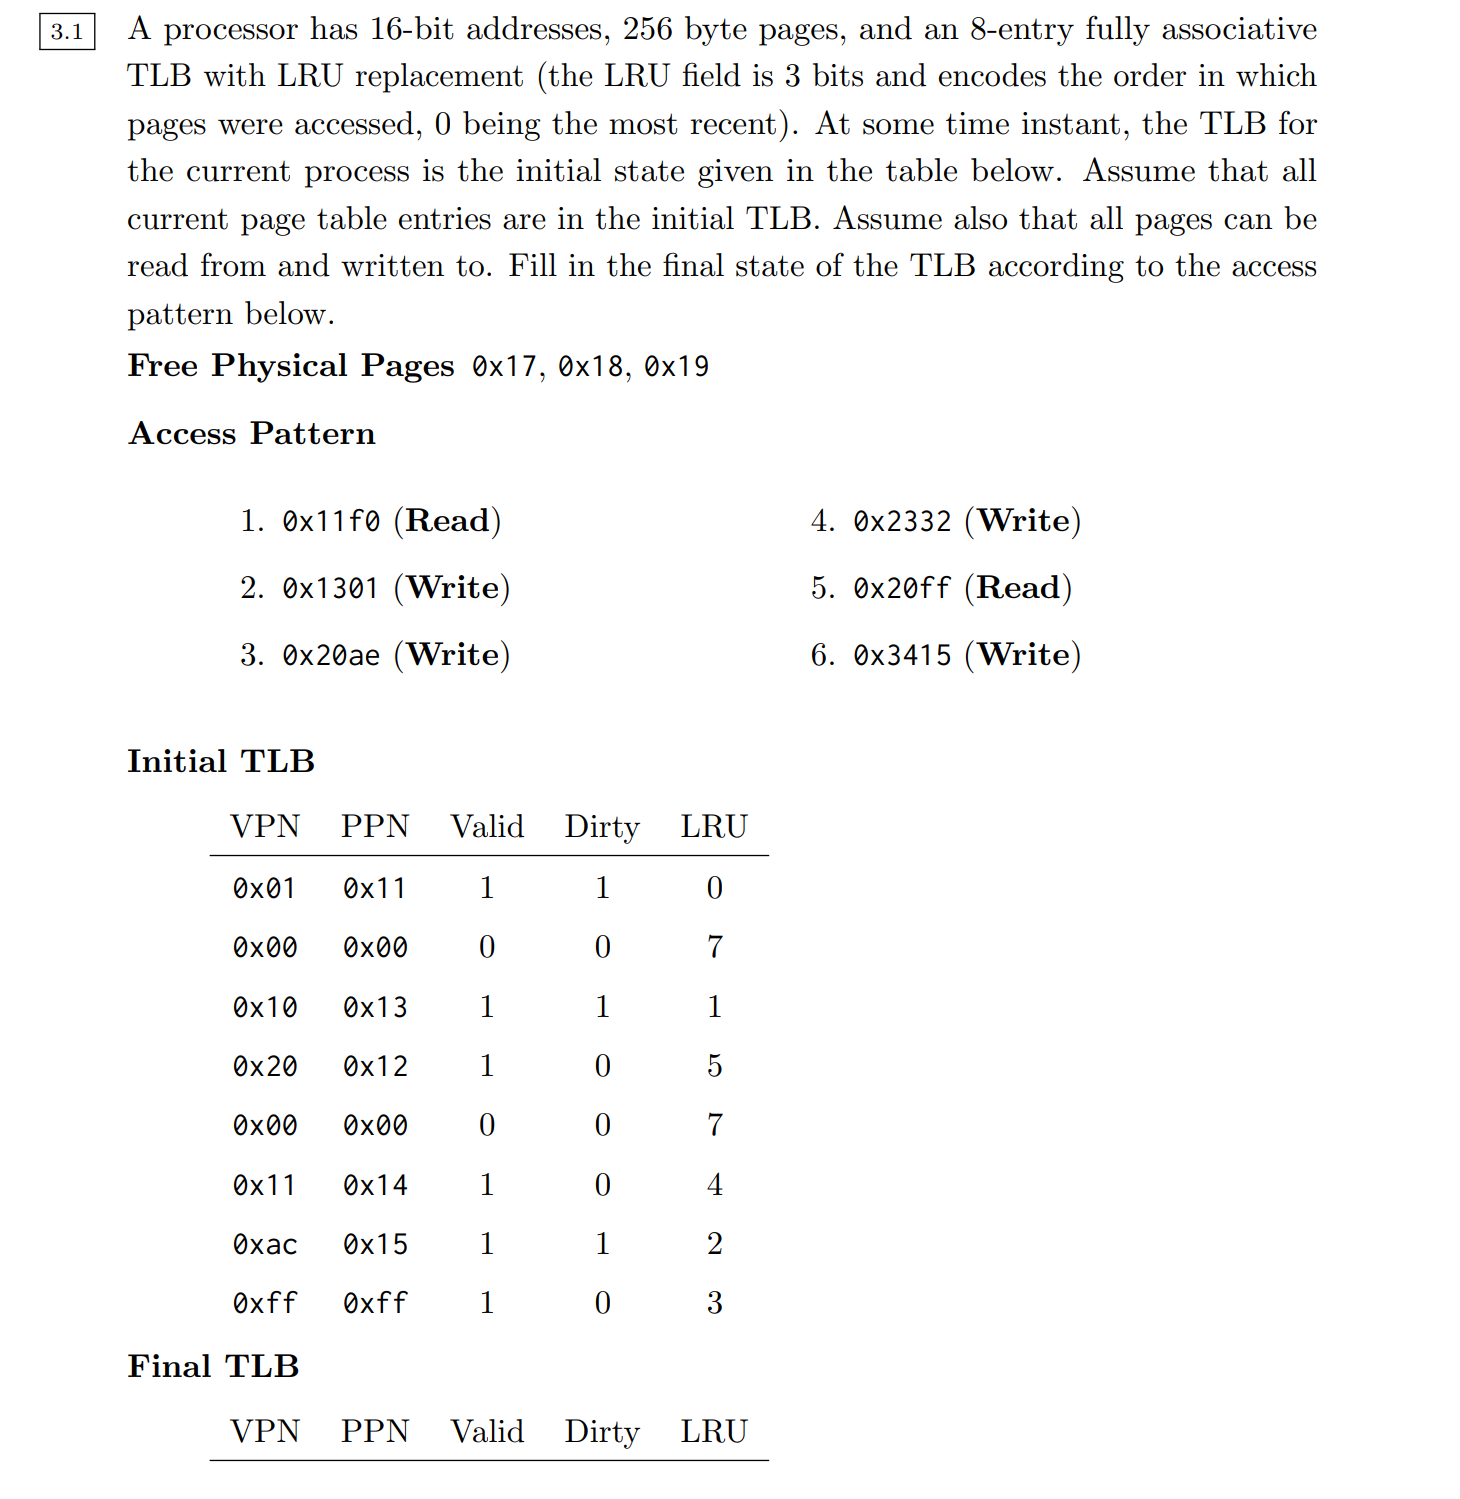 3.1 A processor has 16-bit addresses, 256 byte pages, and an 8-entry fully associative
TLB with LRU replacement (the LRU field is 3 bits and encodes the order in which
pages were accessed, 0 being the most recent). At some time instant, the TLB for
the current process is the initial state given in the table below. Assume that all
current page table entries are in the initial TLB. Assume also that all pages can be
read from and written to. Fill in the final state of the TLB according to the access
pattern below.
Free Physical Pages 0x17, 0x18, 0x19
Access Pattern
1. 0x11f0 (Read)
2. 0x1301 (Write)
3. 0x20ae (Write)
4. 0x2332 (Write)
5. 0x20ff (Read)
6. 0x3415 (Write)
Initial TLB
VPN PPN Valid Dirty LRU
0x01 0x11 1 1 0
0x00 0x00 0 0 7
0x10 0x13 1 1 1
0x20 0x12 1 0 5
0x00 0x00 0 0 7
0x11 0x14 1 0 4
0xac 0x15 1 1 2
0xff 0xff 1 0 3
Final TLB
VPN PPN Valid Dirty LRU